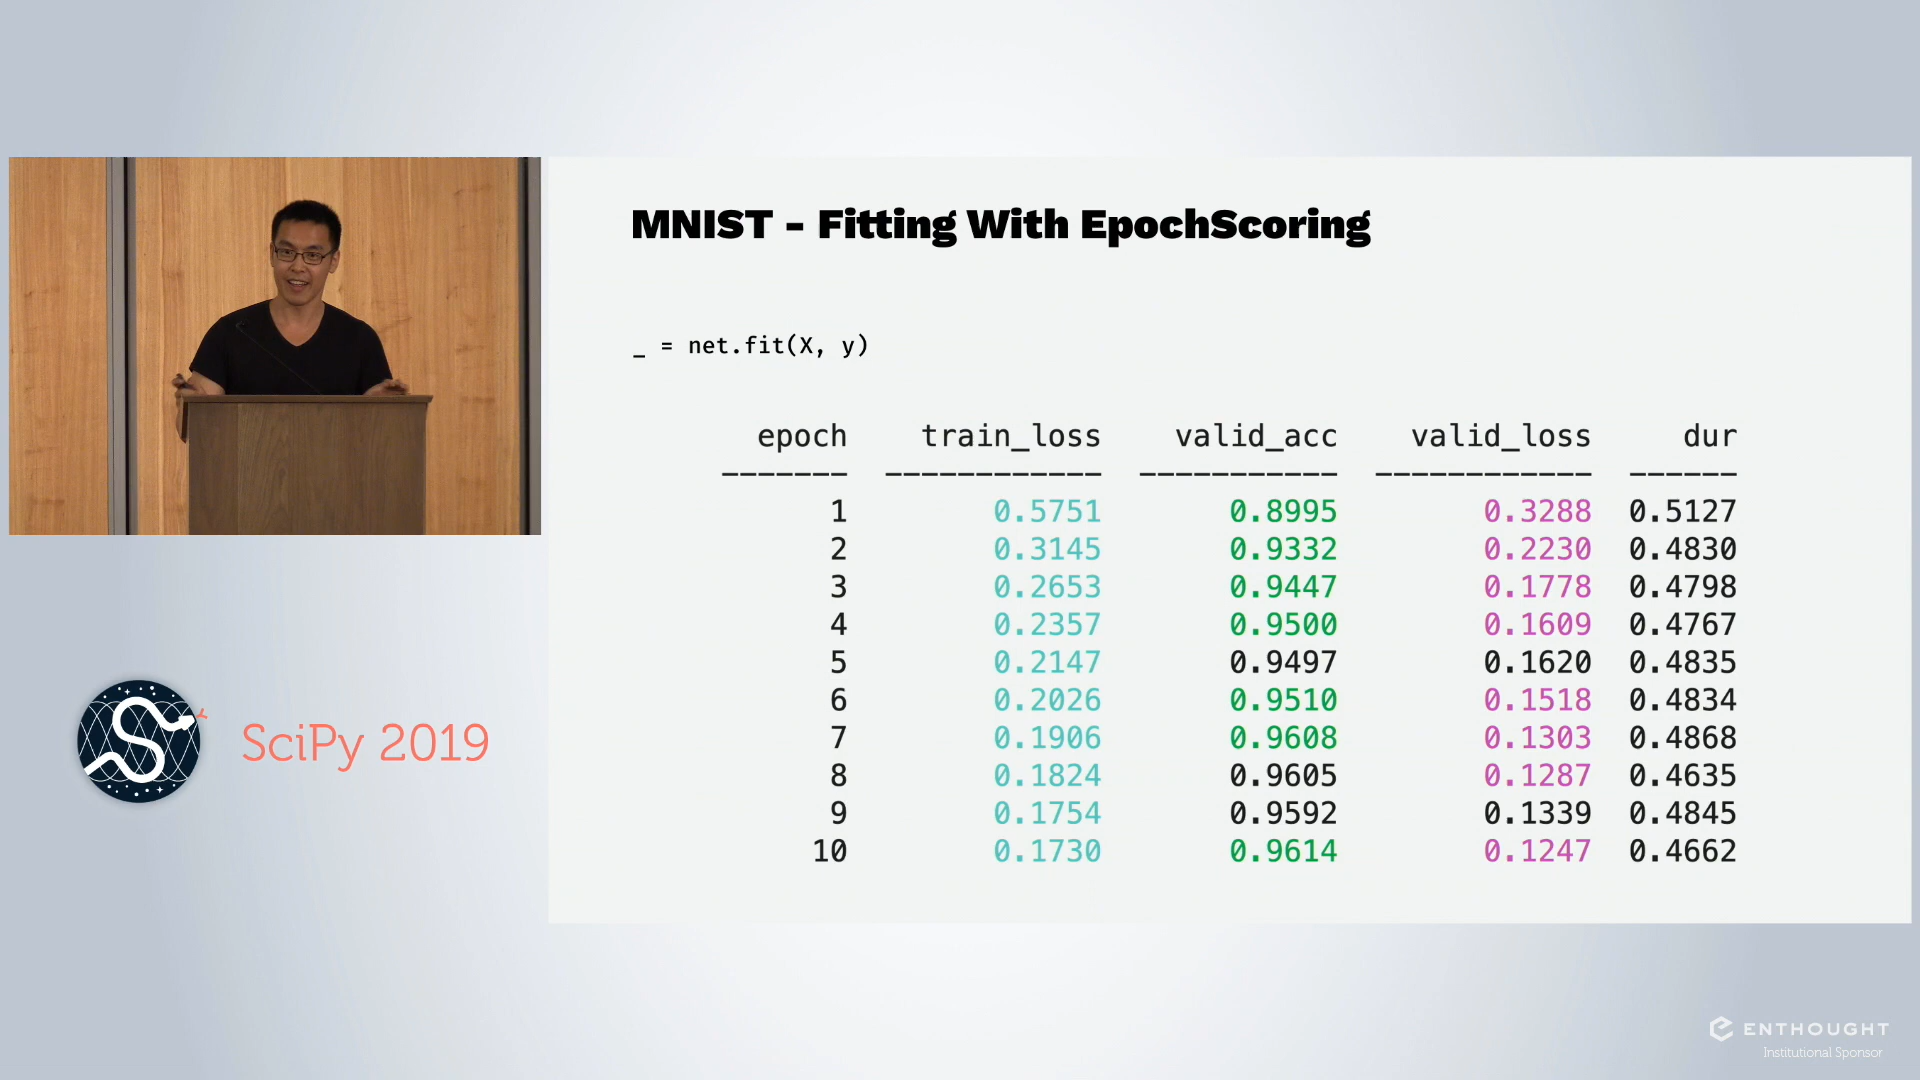 MNIST - Fitting With EpochScoring
_ = net.fit(X, y)
epoch train_loss valid_acc valid_loss dur
------- ------------ ----------- ------------ ------
1 0.5751 0.8995 0.3288 0.5127
2 0.3145 0.9332 0.2230 0.4830
3 0.2653 0.9447 0.1778 0.4798
4 0.2357 0.9500 0.1609 0.4767
5 0.2147 0.9497 0.1620 0.4835
6 0.2026 0.9510 0.1518 0.4834
7 0.1906 0.9608 0.1303 0.4868
8 0.1824 0.9605 0.1287 0.4635
9 0.1754 0.9592 0.1339 0.4845
10 0.1730 0.9614 0.1247 0.4662
SciPy 2019
ENTHOUGHT
Institutional Sponsor